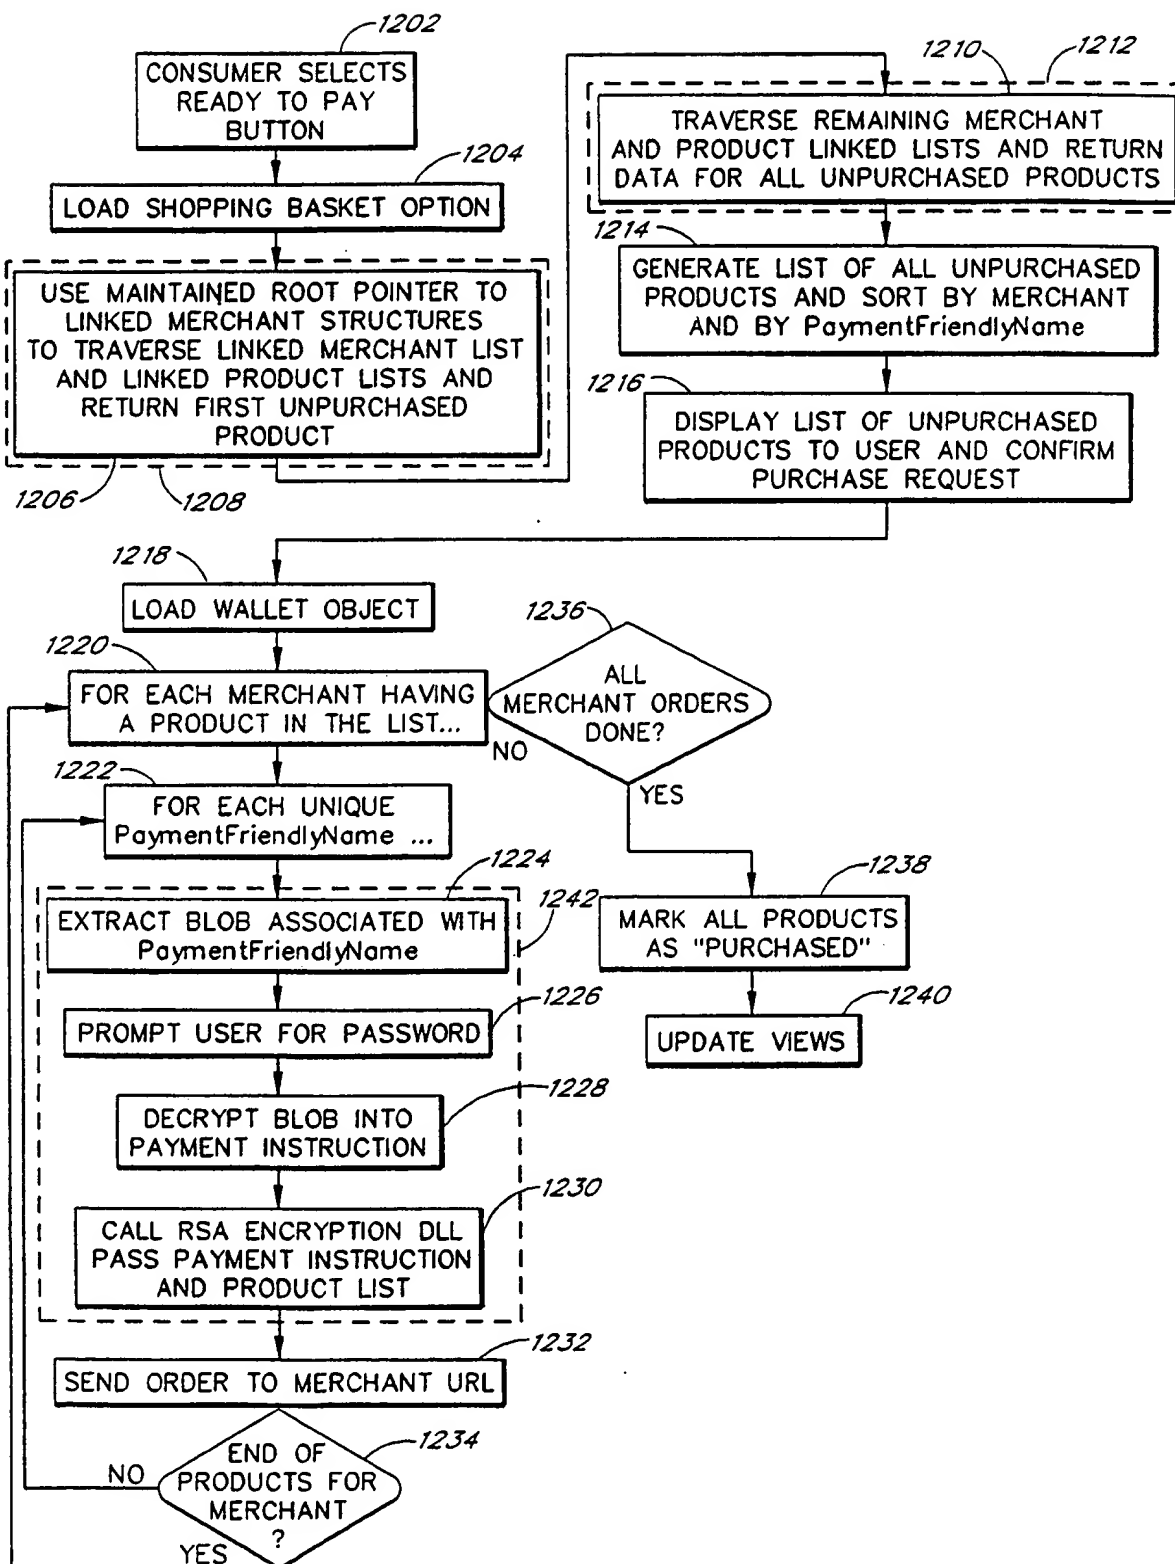 1202
CONSUMER SELECTS
READY TO PAY
BUTTON
1204
LOAD SHOPPING BASKET OPTION
USE MAINTAINED ROOT POINTER TO
LINKED MERCHANT STRUCTURES
TO TRAVERSE LINKED MERCHANT LIST
AND LINKED PRODUCT LISTS AND
RETURN FIRST UNPURCHASED
PRODUCT
1206
1208
1210
1212
TRAVERSE REMAINING MERCHANT
AND PRODUCT LINKED LISTS AND RETURN
DATA FOR ALL UNPURCHASED PRODUCTS
1214
GENERATE LIST OF ALL UNPURCHASED
PRODUCTS AND SORT BY MERCHANT
AND BY PaymentFriendlyName
1216
DISPLAY LIST OF UNPURCHASED
PRODUCTS TO USER AND CONFIRM
PURCHASE REQUEST
1218
LOAD WALLET OBJECT
1220
FOR EACH MERCHANT HAVING
A PRODUCT IN THE LIST...
1236
ALL
MERCHANT ORDERS
DONE?
NO
YES
1222
FOR EACH UNIQUE
PaymentFriendlyName ...
1224
1242
EXTRACT BLOB ASSOCIATED WITH
PaymentFriendlyName
1226
PROMPT USER FOR PASSWORD
1228
DECRYPT BLOB INTO
PAYMENT INSTRUCTION
1230
CALL RSA ENCRYPTION DLL
PASS PAYMENT INSTRUCTION
AND PRODUCT LIST
1232
SEND ORDER TO MERCHANT URL
1234
END OF
PRODUCTS FOR
MERCHANT
?
NO
YES
1238
MARK ALL PRODUCTS
AS "PURCHASED"
1240
UPDATE VIEWS